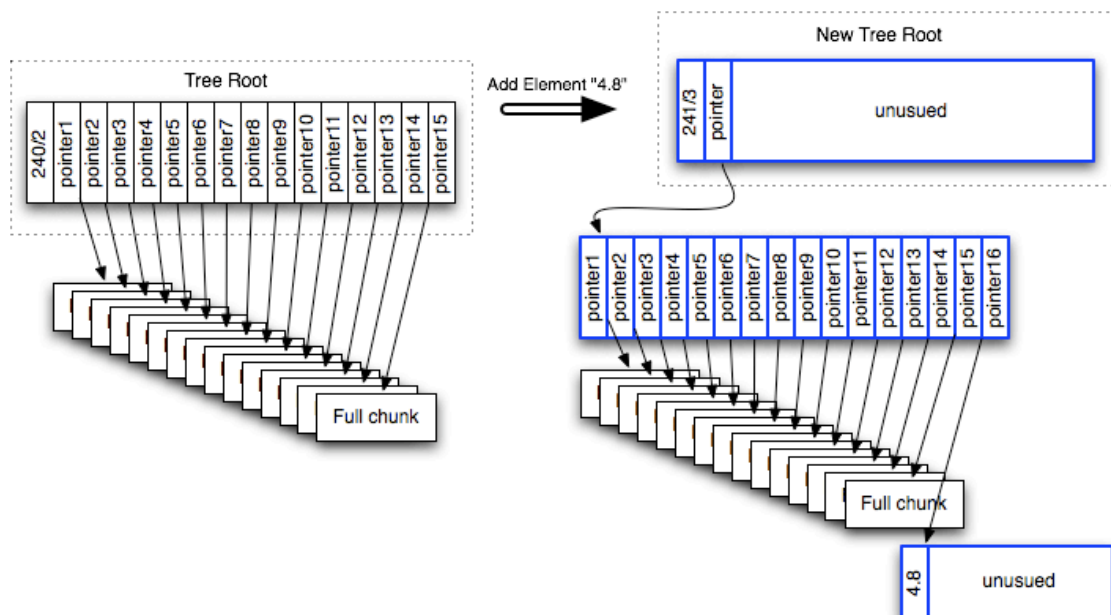 Tree Root
240/2
pointer1
pointer2
pointer3
pointer4
pointer5
pointer6
pointer7
pointer8
pointer9
pointer10
pointer11
pointer12
pointer13
pointer14
pointer15
Full chunk
Add Element "4.8"
New Tree Root
241/3
pointer
unusued
pointer1
pointer2
pointer3
pointer4
pointer5
pointer6
pointer7
pointer8
pointer9
pointer10
pointer11
pointer12
pointer13
pointer14
pointer15
pointer16
Full chunk
4.8
unusued